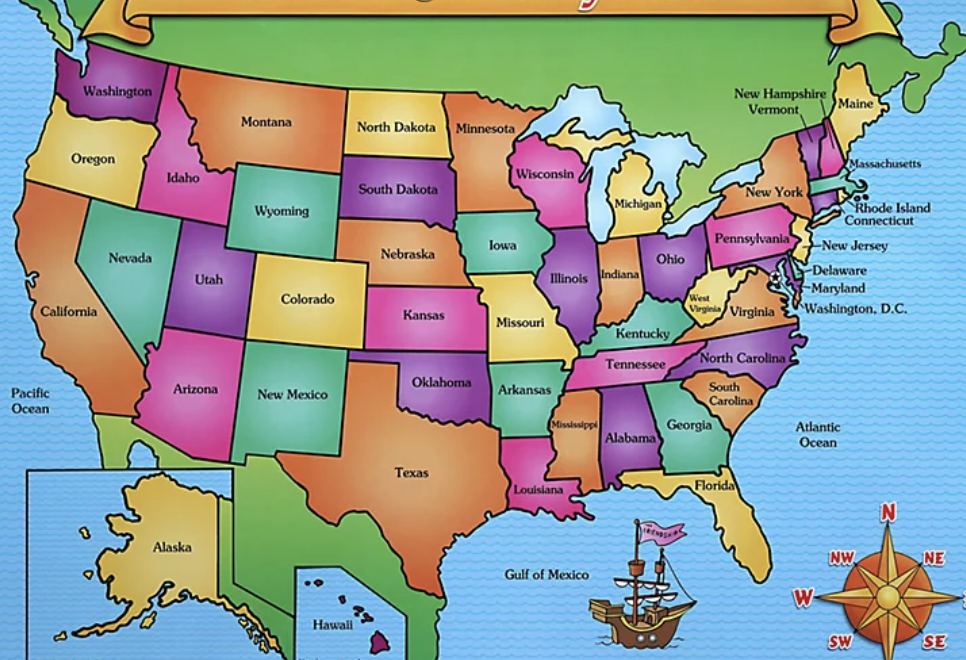 Washington
Montana
North Dakota
Minnesota
New Hampshire
Vermont
Maine
Oregon
Idaho
Wyoming
South Dakota
Wisconsin
Michigan
New York
Massachusetts
Rhode Island
Connecticut
Nevada
Utah
Colorado
Nebraska
Iowa
Illinois
Indiana
Ohio
Pennsylvania
New Jersey
Delaware
Maryland
Washington, D.C.
California
Kansas
Missouri
Kentucky
West
Virginia
Virginia
Arizona
New Mexico
Oklahoma
Arkansas
Tennessee
North Carolina
South
Carolina
Pacific
Ocean
Texas
Louisiana
Mississippi
Alabama
Georgia
Florida
Atlantic
Ocean
Alaska
Hawaii
Gulf of Mexico
THE
FRIENDSHIP
N
NW
NE
W
SW
SE